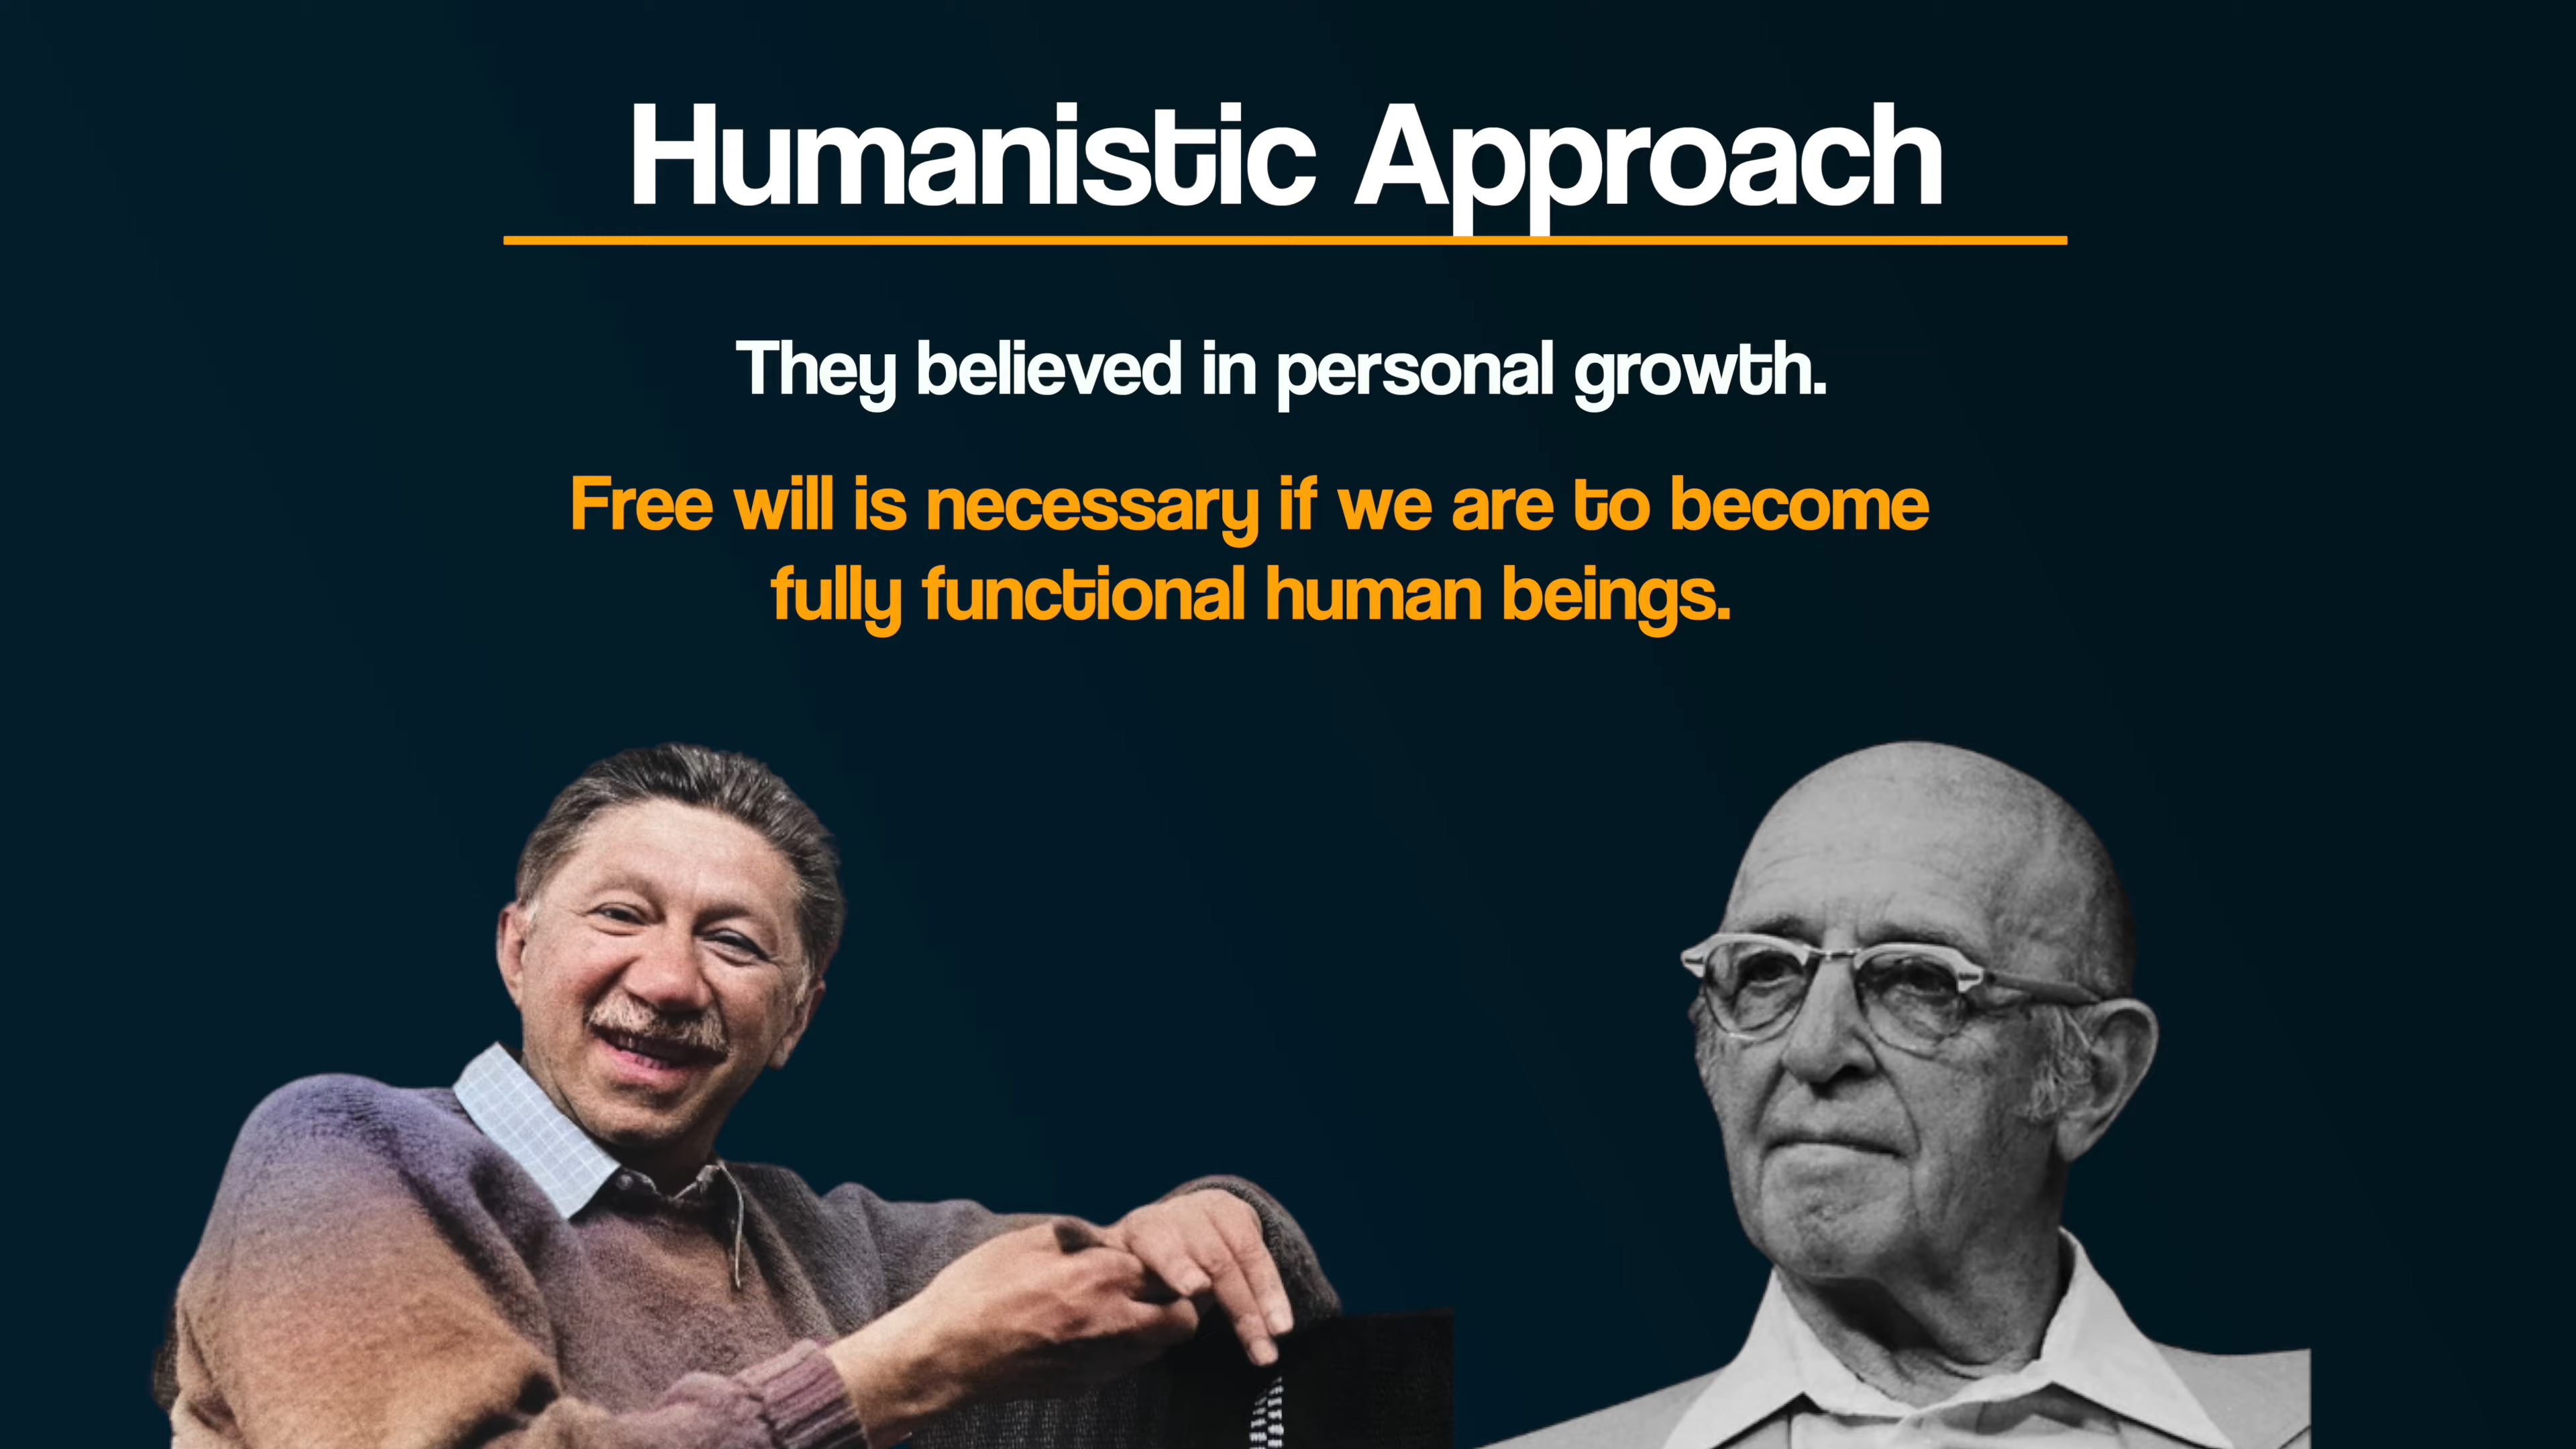 Humanistic Approach
They believed in personal growth.
Free will is necessary if we are to become
fully functional human beings.